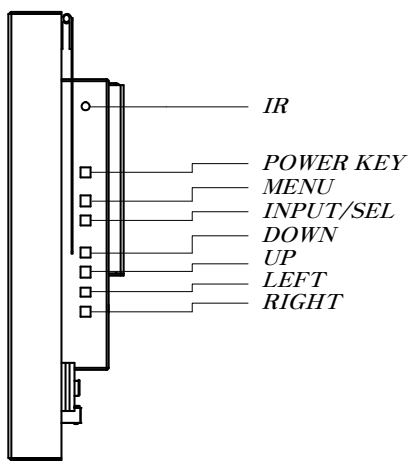 IR
POWER KEY
MENU
INPUT/SEL
DOWN
UP
LEFT
RIGHT